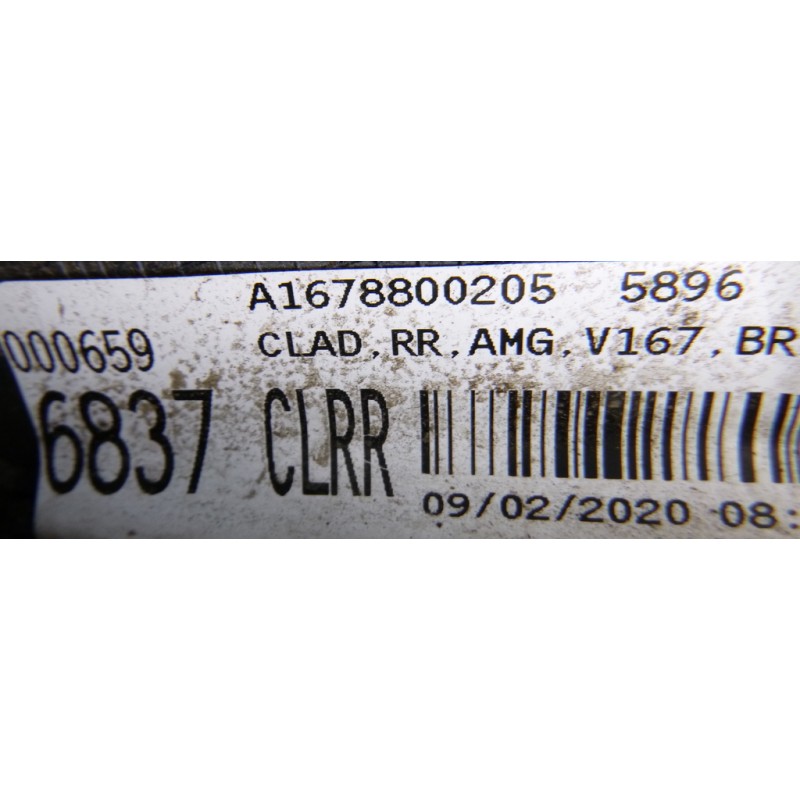 A1678800205 5896
000659 CLAD,RR,AMG,V167,BR
6837 CLRR
09/02/2020 08: